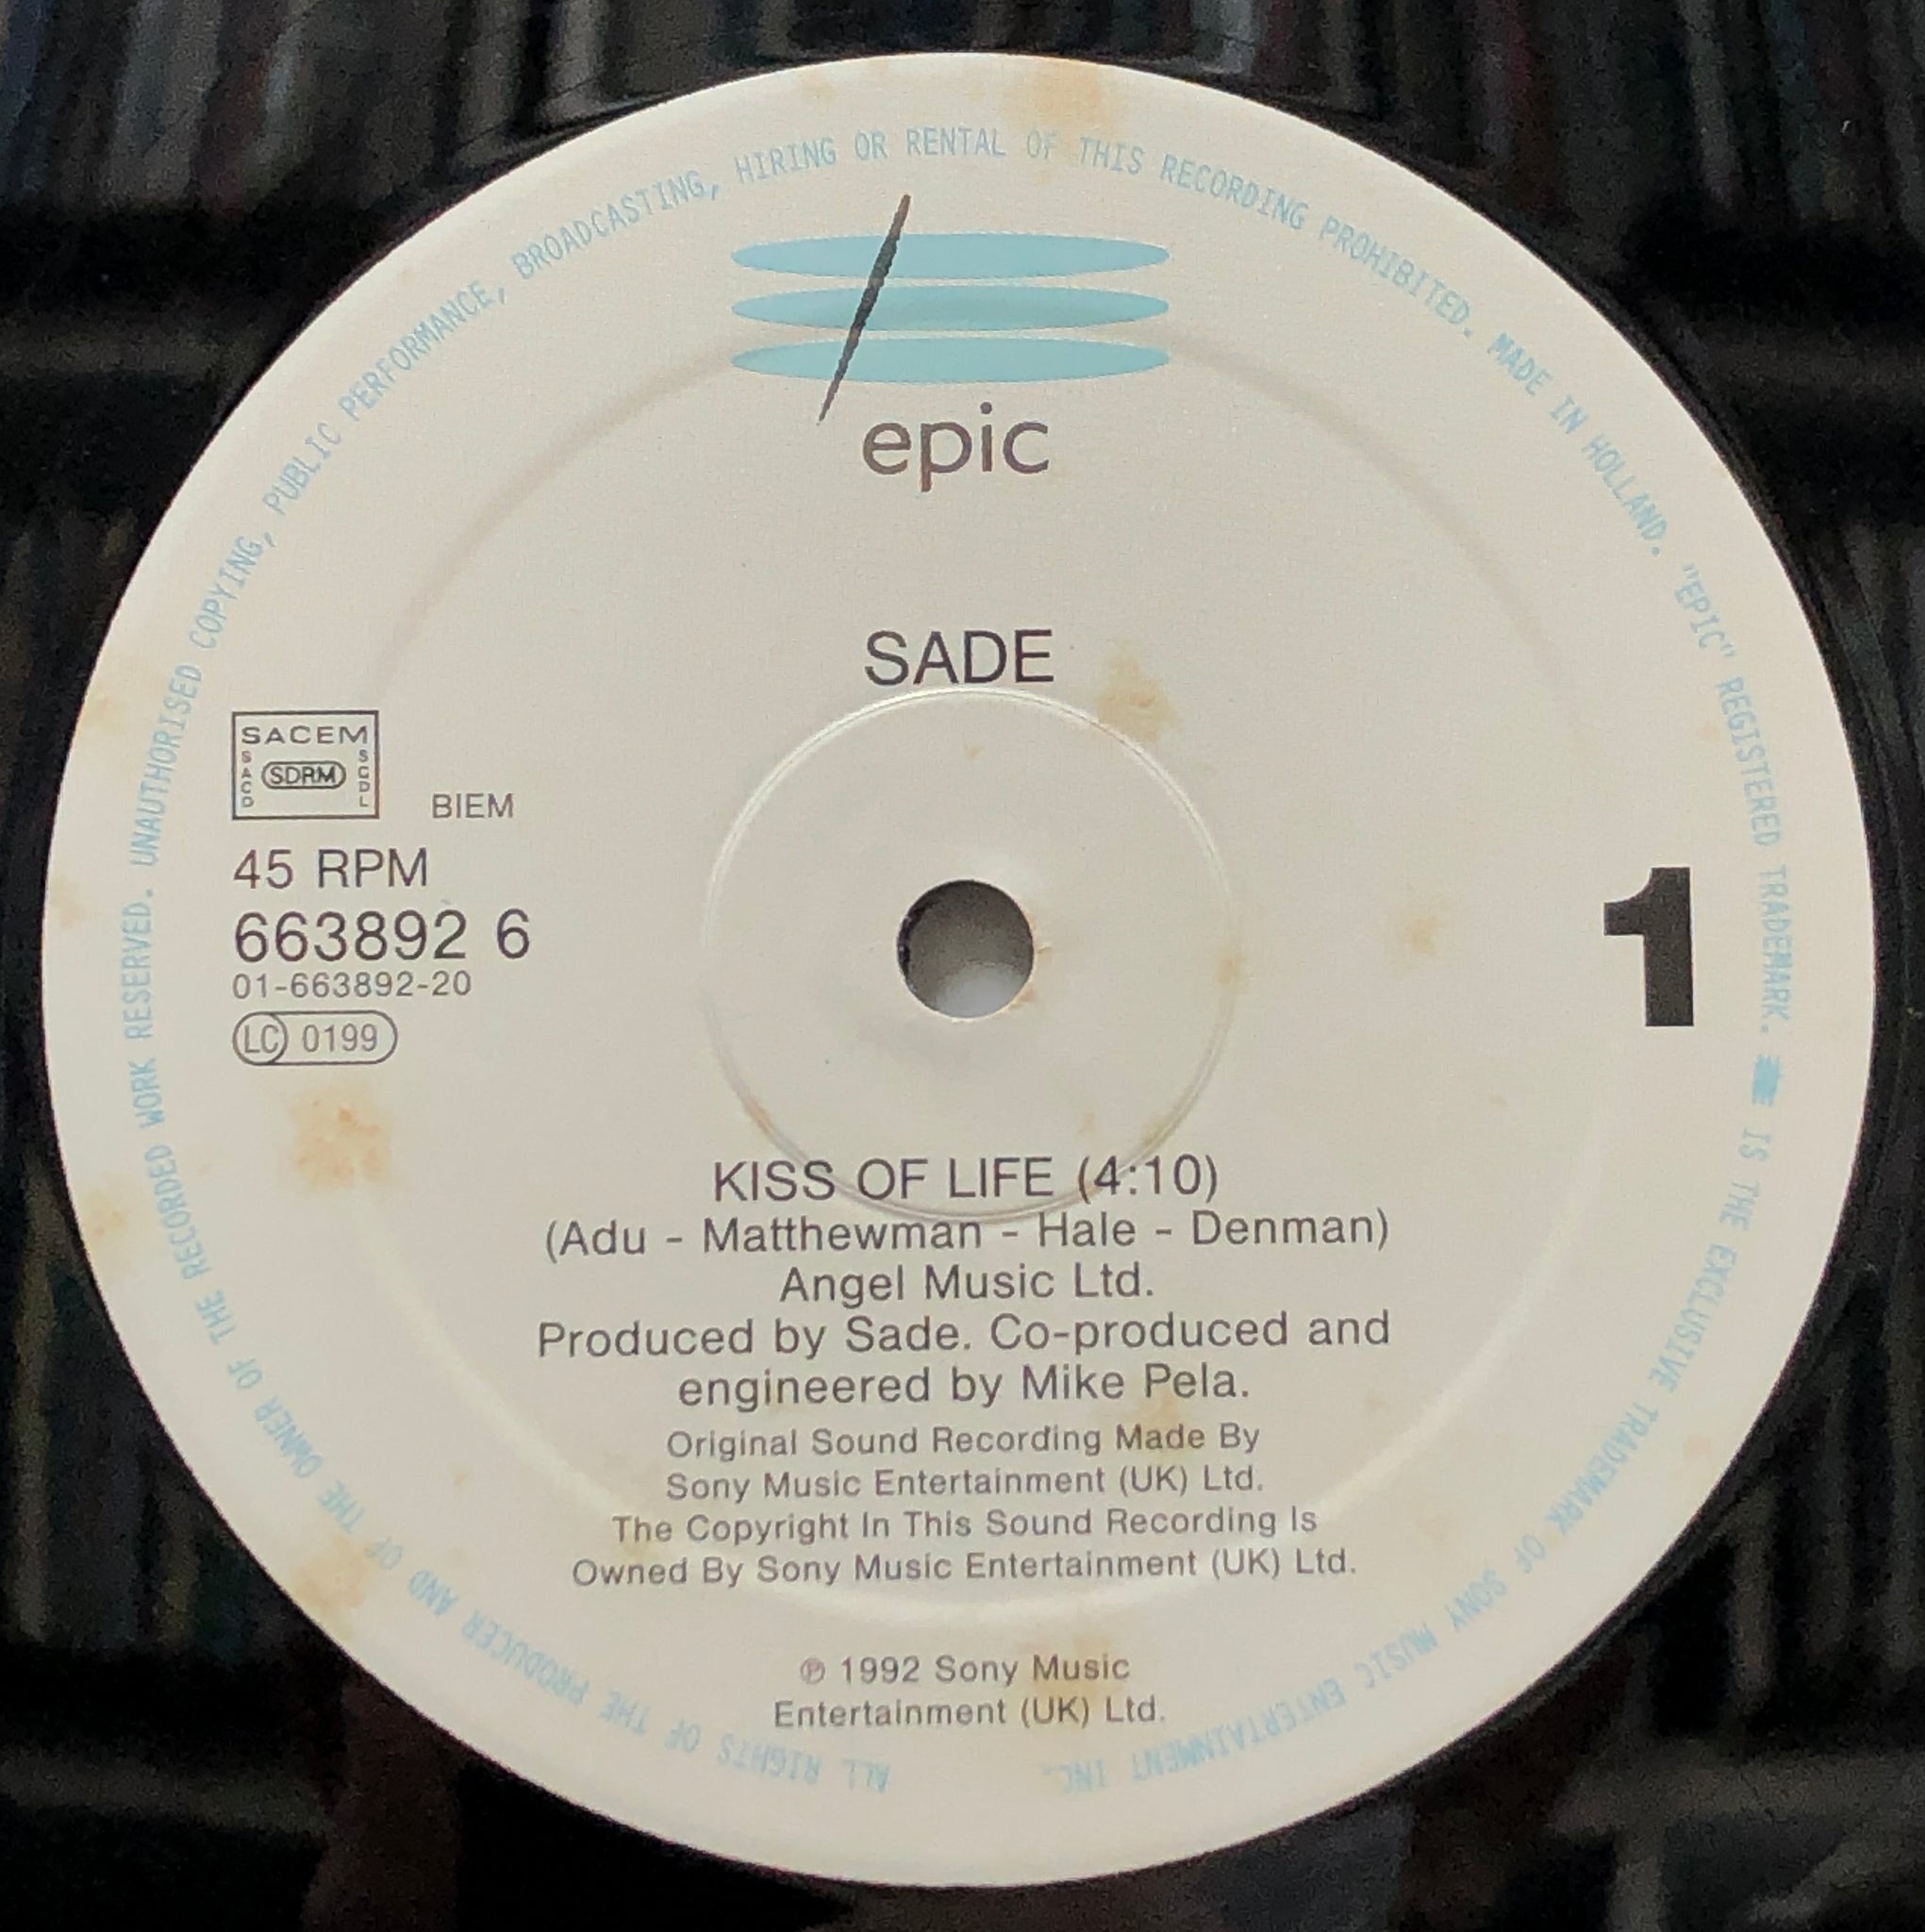 ALL RIGHTS OF THE PRODUCER AND OF THE OWNER OF THE RECORDED WORK RESERVED. UNAUTHORISED COPYING, PUBLIC PERFORMANCE, BROADCASTING, HIRING OR RENTAL OF THIS RECORDING PROHIBITED. MADE IN HOLLAND. "EPIC" REGISTERED TRADEMARK. IS THE EXCLUSIVE TRADEMARK OF SONY MUSIC ENTERTAINMENT INC.
epic
SADE
SACEM
SACD
SDRM
SGDL
BIEM
45 RPM
663892 6
01-663892-20
LC 0199
1
KISS OF LIFE (4:10)
(Adu - Matthewman - Hale - Denman)
Angel Music Ltd.
Produced by Sade. Co-produced and
engineered by Mike Pela.
Original Sound Recording Made By
Sony Music Entertainment (UK) Ltd.
The Copyright In This Sound Recording Is
Owned By Sony Music Entertainment (UK) Ltd.
℗ 1992 Sony Music
Entertainment (UK) Ltd.